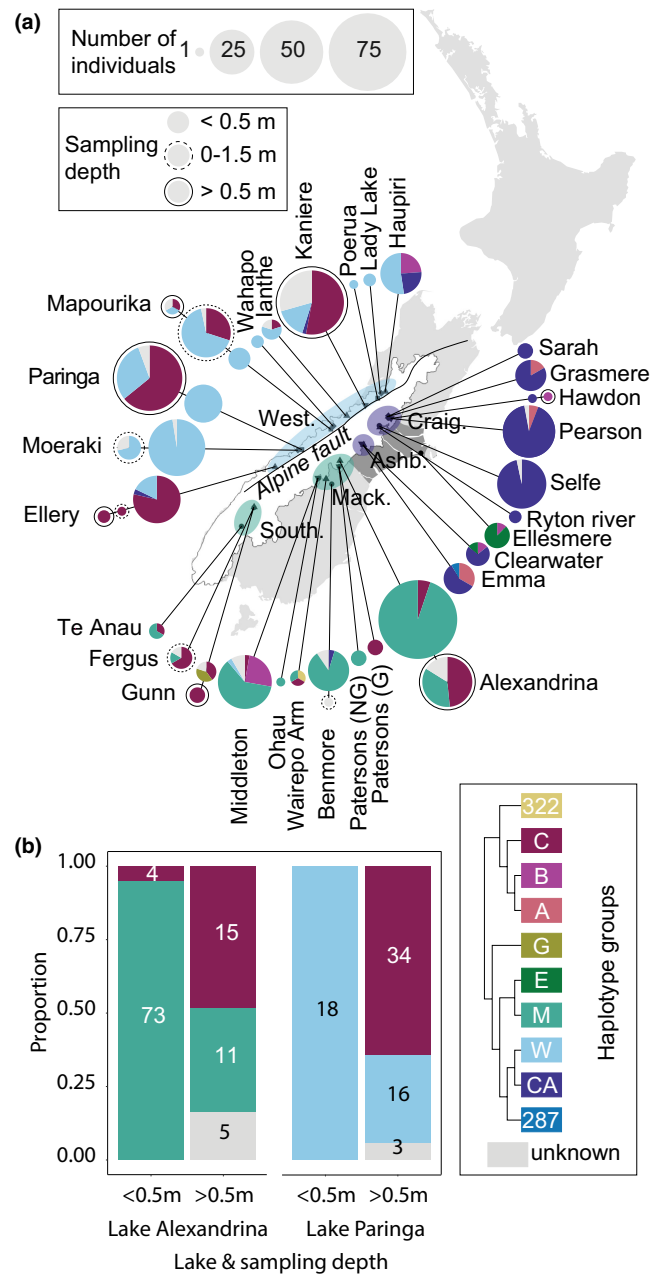 (a)
Number of
individuals
1 25 50 75
Sampling
depth
< 0.5 m
0-1.5 m
> 0.5 m
Mapourika
Wahapo
Ianthe
Kaniere
Poerua
Lady Lake
Haupiri
Paringa
Moeraki
Ellery
West.
Alpine fault
Craig.
Ashb.
Mack.
South.
Sarah
Grasmere
Hawdon
Pearson
Selfe
Ryton river
Ellesmere
Clearwater
Emma
Alexandrina
Te Anau
Fergus
Gunn
Middleton
Ohau
Wairepo Arm
Benmore
Patersons (NG)
Patersons (G)
(b)
Proportion
1.00
0.75
0.50
0.25
0.00
4
73
15
11
5
18
34
16
3
<0.5m >0.5m <0.5m >0.5m
Lake Alexandrina Lake Paringa
Lake & sampling depth
322
C
B
A
G
E
M
W
CA
287
unknown
Haplotype groups